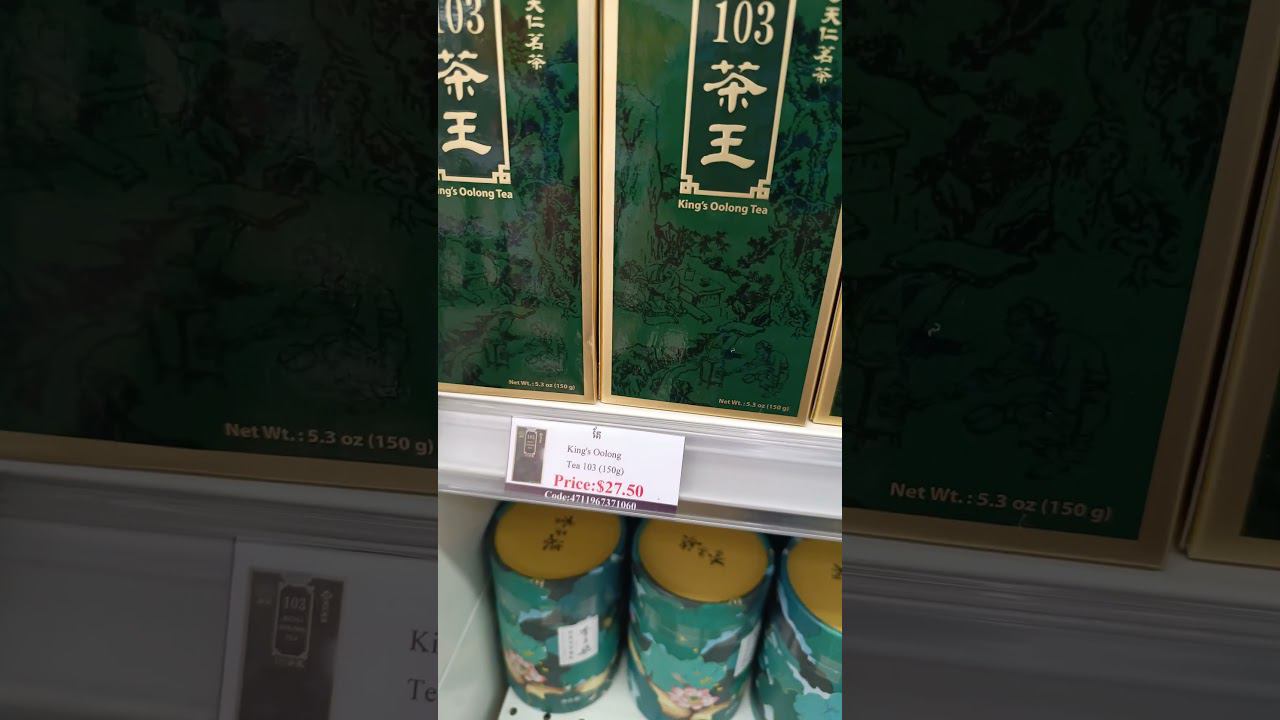 103
茶
王
天仁茗茶
King's Oolong Tea
Net Wt.: 5.3 oz (150 g)
103
茶
王
天仁茗茶
King's Oolong Tea
Net Wt.: 5.3 oz (150 g)
King's Oolong
Tea 103 (150g)
Price:$27.50
Code:4711967371060
Net Wt.: 5.3 oz (150 g)
103
Net Wt.: 5.3 oz (150 g)